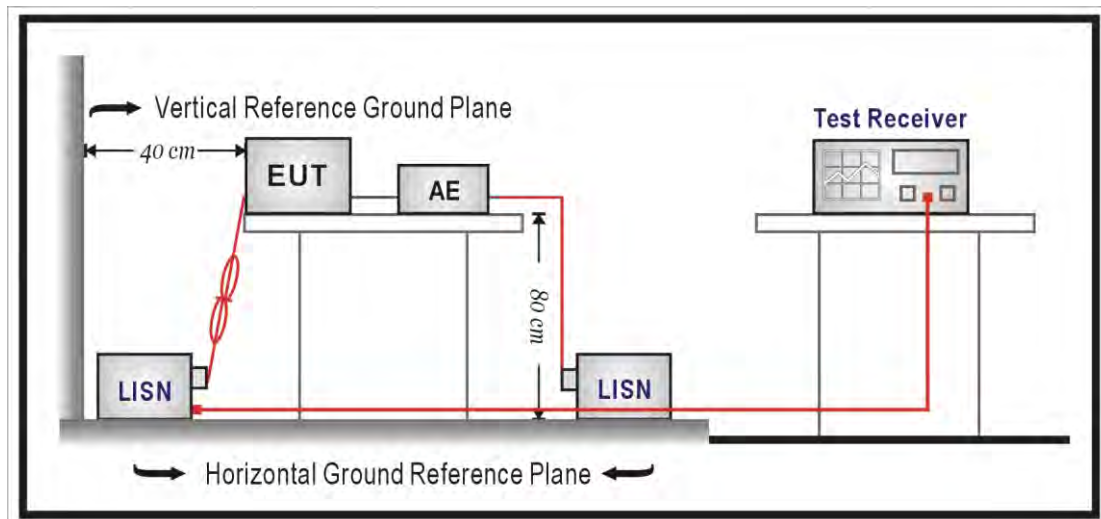 Vertical Reference Ground Plane
Test Receiver
40 cm
EUT
AE
80 cm
LISN
LISN
Horizontal Ground Reference Plane